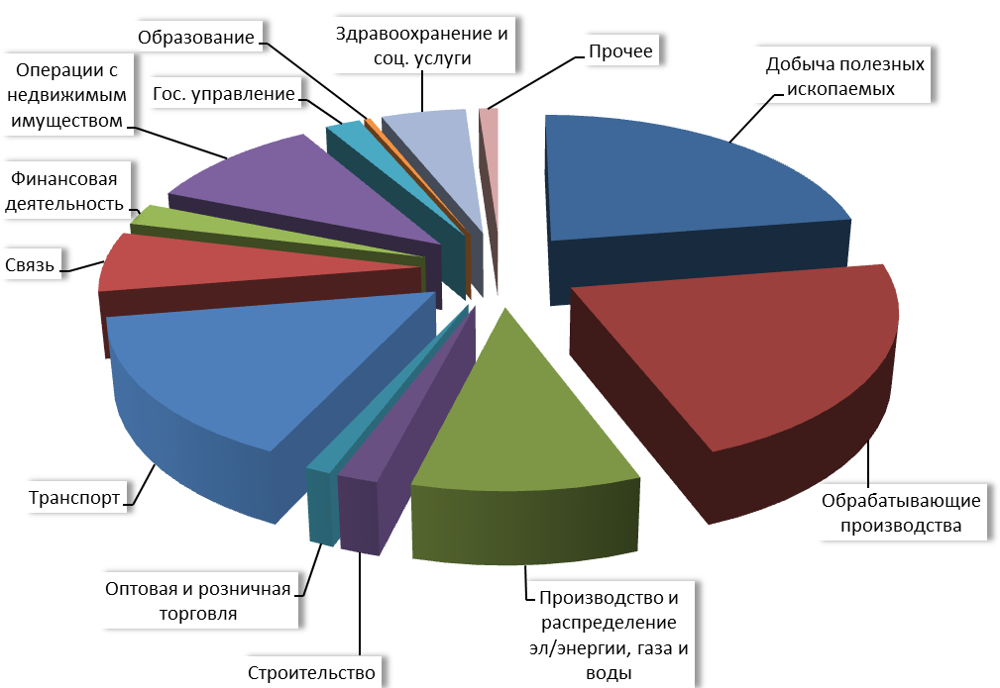 Образование
Здравоохранение и
соц. услуги
Прочее
Добыча полезных
ископаемых
Операции с
недвижимым
имуществом
Гос. управление
Финансовая
деятельность
Связь
Транспорт
Обрабатывающие
производства
Оптовая и розничная
торговля
Производство и
распределение
эл/энергии, газа и
воды
Строительство